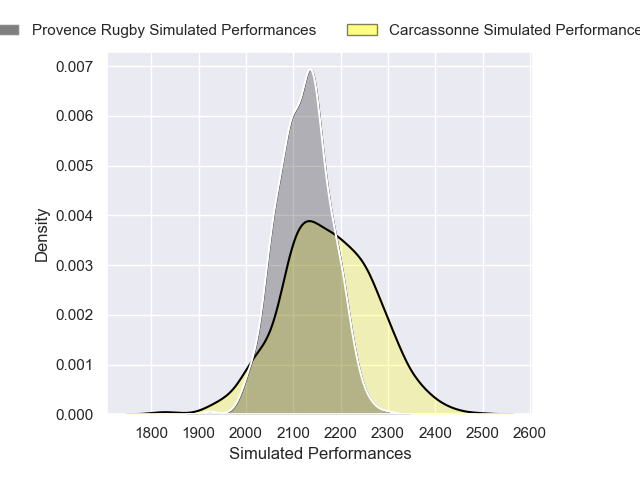 Provence Rugby Simulated Performances
Carcassonne Simulated Performance
0.007
0.006
0.005
0.004
0.003
0.002
0.001
0.000
Density
1800 1900 2000 2100 2200 2300 2400 2500 2600
Simulated Performances